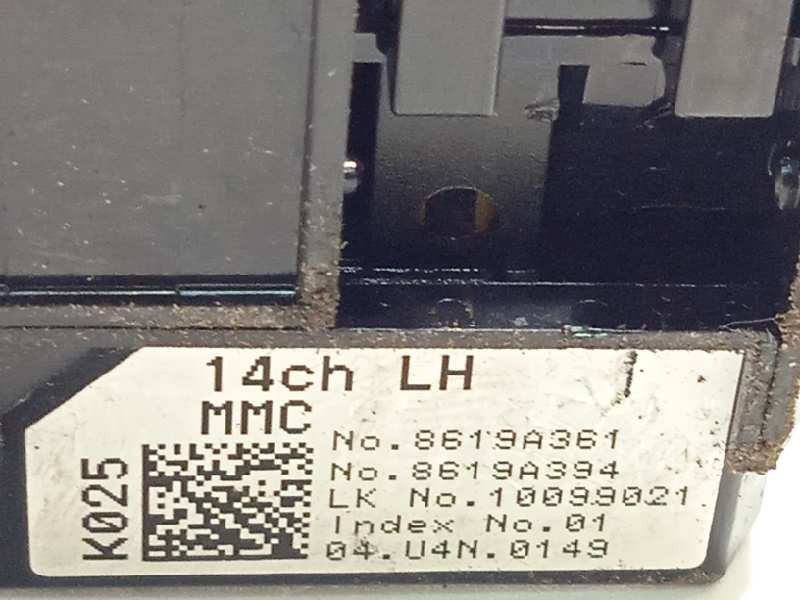 14ch LH
MMC
No.8619A361
No.8619A394
LK No.10099021
Index No.01
04.U4N.0149
K025